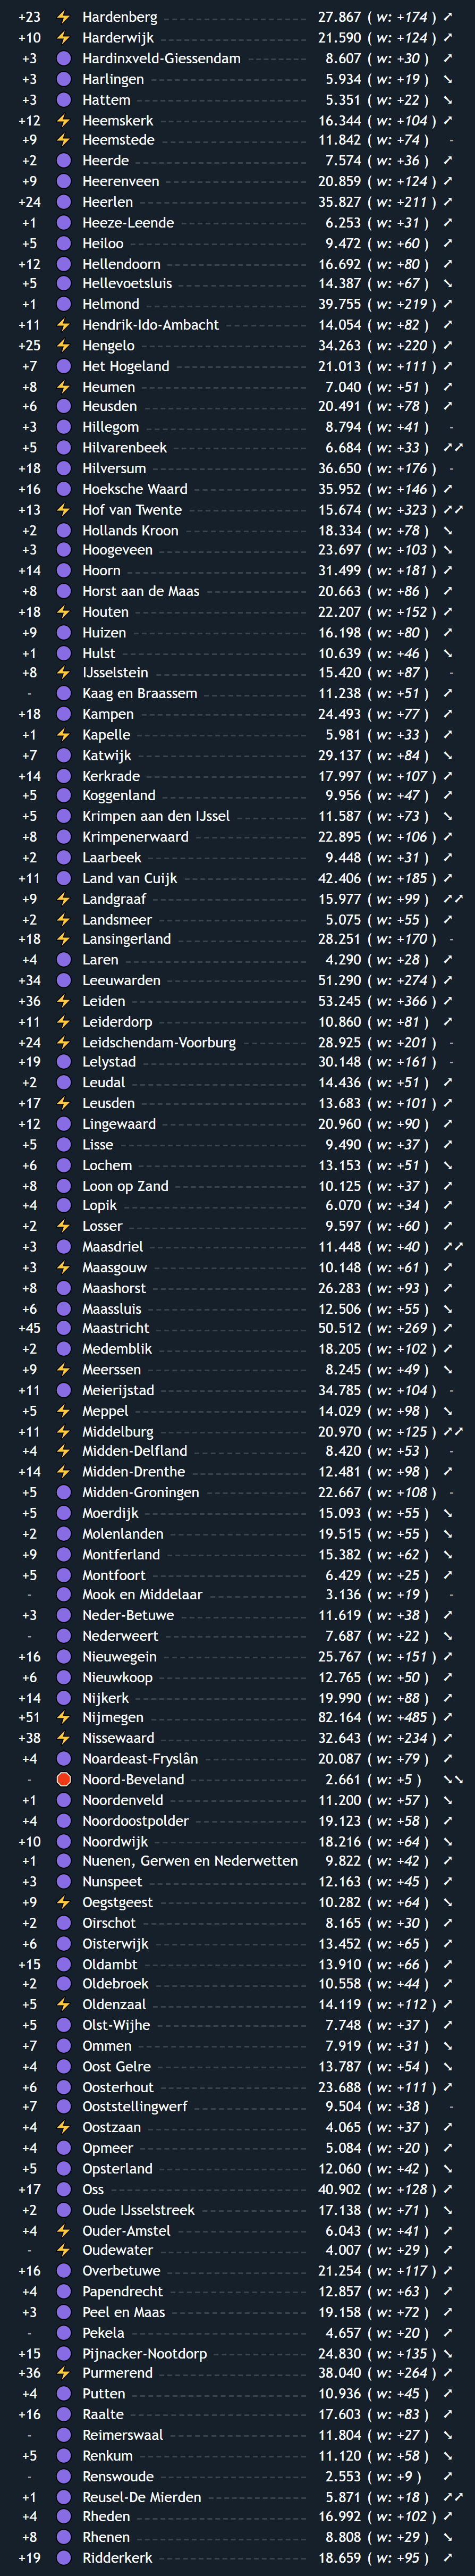 +23 ⚡ Hardenberg 27.867 ( w: +174 ) ↗
+10 ⚡ Harderwijk 21.590 ( w: +124 ) ↗
+3 Hardinxveld-Giessendam 8.607 ( w: +30 ) ↗
+3 Harlingen 5.934 ( w: +19 ) ↘
+3 Hattem 5.351 ( w: +22 ) ↘
+12 ⚡ Heemskerk 16.344 ( w: +104 ) ↗
+9 ⚡ Heemstede 11.842 ( w: +74 ) -
+2 Heerde 7.574 ( w: +36 ) ↗
+9 Heerenveen 20.859 ( w: +124 ) ↗
+24 Heerlen 35.827 ( w: +211 ) ↗
+1 Heeze-Leende 6.253 ( w: +31 ) ↗
+5 Heiloo 9.472 ( w: +60 ) ↗
+12 Hellendoorn 16.692 ( w: +80 ) ↗
+5 Hellevoetsluis 14.387 ( w: +67 ) ↘
+1 Helmond 39.755 ( w: +219 ) ↗
+11 ⚡ Hendrik-Ido-Ambacht 14.054 ( w: +82 ) ↗
+25 ⚡ Hengelo 34.263 ( w: +220 ) ↗
+7 Het Hogeland 21.013 ( w: +111 ) ↗
+8 ⚡ Heumen 7.040 ( w: +51 ) ↗
+6 Heusden 20.491 ( w: +78 ) ↗
+3 Hillegom 8.794 ( w: +41 ) -
+5 Hilvarenbeek 6.684 ( w: +33 ) ↗↗
+18 Hilversum 36.650 ( w: +176 ) -
+16 Hoeksche Waard 35.952 ( w: +146 ) ↗
+13 ⚡ Hof van Twente 15.674 ( w: +323 ) ↗↗
+2 Hollands Kroon 18.334 ( w: +78 ) ↘
+3 Hoogeveen 23.697 ( w: +103 ) ↘
+14 Hoorn 31.499 ( w: +181 ) ↗
+8 Horst aan de Maas 20.663 ( w: +86 ) ↗
+18 ⚡ Houten 22.207 ( w: +152 ) ↗
+9 Huizen 16.198 ( w: +80 ) ↗
+1 Hulst 10.639 ( w: +46 ) ↘
+8 ⚡ IJsselstein 15.420 ( w: +87 ) -
- Kaag en Braassem 11.238 ( w: +51 ) ↗
+18 Kampen 24.493 ( w: +77 ) ↗
+1 ⚡ Kapelle 5.981 ( w: +33 ) ↗
+7 Katwijk 29.137 ( w: +84 ) ↘
+14 Kerkrade 17.997 ( w: +107 ) ↗
+5 Koggenland 9.956 ( w: +47 ) ↗
+5 Krimpen aan den IJssel 11.587 ( w: +73 ) ↘
+8 Krimpenerwaard 22.895 ( w: +106 ) ↗
+2 Laarbeek 9.448 ( w: +31 ) ↗
+11 Land van Cuijk 42.406 ( w: +185 ) ↗
+9 ⚡ Landgraaf 15.977 ( w: +99 ) ↗↗
+2 ⚡ Landsmeer 5.075 ( w: +55 ) ↗
+18 ⚡ Lansingerland 28.251 ( w: +170 ) -
+4 Laren 4.290 ( w: +28 ) ↗
+34 Leeuwarden 51.290 ( w: +274 ) ↗
+36 ⚡ Leiden 53.245 ( w: +366 ) ↗
+11 ⚡ Leiderdorp 10.860 ( w: +81 ) ↗
+24 ⚡ Leidschendam-Voorburg 28.925 ( w: +201 ) -
+19 Lelystad 30.148 ( w: +161 ) -
+2 Leudal 14.436 ( w: +51 ) ↗
+17 ⚡ Leusden 13.683 ( w: +101 ) ↗
+12 Lingewaard 20.960 ( w: +90 ) ↗
+5 Lisse 9.490 ( w: +37 ) ↗
+6 Lochem 13.153 ( w: +51 ) ↘
+8 Loon op Zand 10.125 ( w: +37 ) ↗
+4 Lopik 6.070 ( w: +34 ) ↗
+2 ⚡ Losser 9.597 ( w: +60 ) ↗
+3 Maasdriel 11.448 ( w: +40 ) ↗↗
+3 ⚡ Maasgouw 10.148 ( w: +61 ) ↗
+8 Maashorst 26.283 ( w: +93 ) ↗
+6 Maassluis 12.506 ( w: +55 ) ↘
+45 Maastricht 50.512 ( w: +269 ) ↗
+2 Medemblik 18.205 ( w: +102 ) ↗
+9 ⚡ Meerssen 8.245 ( w: +49 ) ↘
+11 Meierijstad 34.785 ( w: +104 ) -
+5 ⚡ Meppel 14.029 ( w: +98 ) ↘
+11 ⚡ Middelburg 20.970 ( w: +125 ) ↗↗
+4 ⚡ Midden-Delfland 8.420 ( w: +53 ) -
+14 ⚡ Midden-Drenthe 12.481 ( w: +98 ) ↗
+5 Midden-Groningen 22.667 ( w: +108 ) -
+5 Moerdijk 15.093 ( w: +55 ) ↘
+2 Molenlanden 19.515 ( w: +55 ) ↘
+9 Montferland 15.382 ( w: +62 ) ↘
+5 Montfoort 6.429 ( w: +25 ) ↗
- Mook en Middelaar 3.136 ( w: +19 ) -
+3 Neder-Betuwe 11.619 ( w: +38 ) ↗
- Nederweert 7.687 ( w: +22 ) ↘
+16 Nieuwegein 25.767 ( w: +151 ) ↗
+6 Nieuwkoop 12.765 ( w: +50 ) ↗
+14 Nijkerk 19.990 ( w: +88 ) ↗
+51 ⚡ Nijmegen 82.164 ( w: +485 ) ↗
+38 ⚡ Nissewaard 32.643 ( w: +234 ) ↗
+4 Noardeast-Fryslân 20.087 ( w: +79 ) ↗
- Noord-Beveland 2.661 ( w: +5 ) ↘↘
+1 Noordenveld 11.200 ( w: +57 ) ↘
+4 Noordoostpolder 19.123 ( w: +58 ) ↗
+10 Noordwijk 18.216 ( w: +64 ) ↘
+1 Nuenen, Gerwen en Nederwetten 9.822 ( w: +42 ) ↗
+3 Nunspeet 12.163 ( w: +45 ) ↗
+9 ⚡ Oegstgeest 10.282 ( w: +64 ) ↘
+2 Oirschot 8.165 ( w: +30 ) ↗
+6 Oisterwijk 13.452 ( w: +65 ) ↗
+15 Oldambt 13.910 ( w: +66 ) ↗
+2 Oldebroek 10.558 ( w: +44 ) ↗
+5 ⚡ Oldenzaal 14.119 ( w: +112 ) ↗
+5 Olst-Wijhe 7.748 ( w: +37 ) ↗
+7 Ommen 7.919 ( w: +31 ) ↘
+4 Oost Gelre 13.787 ( w: +54 ) ↘
+6 Oosterhout 23.688 ( w: +111 ) ↗
+7 Ooststellingwerf 9.504 ( w: +38 ) -
+4 ⚡ Oostzaan 4.065 ( w: +37 ) ↗
+4 Opmeer 5.084 ( w: +20 ) ↗
+5 Opsterland 12.060 ( w: +42 ) ↘
+17 Oss 40.902 ( w: +128 ) ↗
+2 Oude IJsselstreek 17.138 ( w: +71 ) ↘
+4 ⚡ Ouder-Amstel 6.043 ( w: +41 ) ↗
- ⚡ Oudewater 4.007 ( w: +29 ) ↗
+16 Overbetuwe 21.254 ( w: +117 ) ↗
+4 Papendrecht 12.857 ( w: +63 ) ↗
+3 Peel en Maas 19.158 ( w: +72 ) ↗
- Pekela 4.657 ( w: +20 ) ↗
+15 Pijnacker-Nootdorp 24.830 ( w: +135 ) ↘
+36 ⚡ Purmerend 38.040 ( w: +264 ) ↗
+4 Putten 10.936 ( w: +45 ) ↗
+16 Raalte 17.603 ( w: +83 ) ↗
- Reimerswaal 11.804 ( w: +27 ) ↘
+5 Renkum 11.120 ( w: +58 ) ↘
- Renswoude 2.553 ( w: +9 ) ↗
+1 Reusel-De Mierden 5.871 ( w: +18 ) ↗↗
+4 Rheden 16.992 ( w: +102 ) ↗
+8 Rhenen 8.808 ( w: +29 ) ↘
+19 Ridderkerk 18.659 ( w: +95 ) ↗